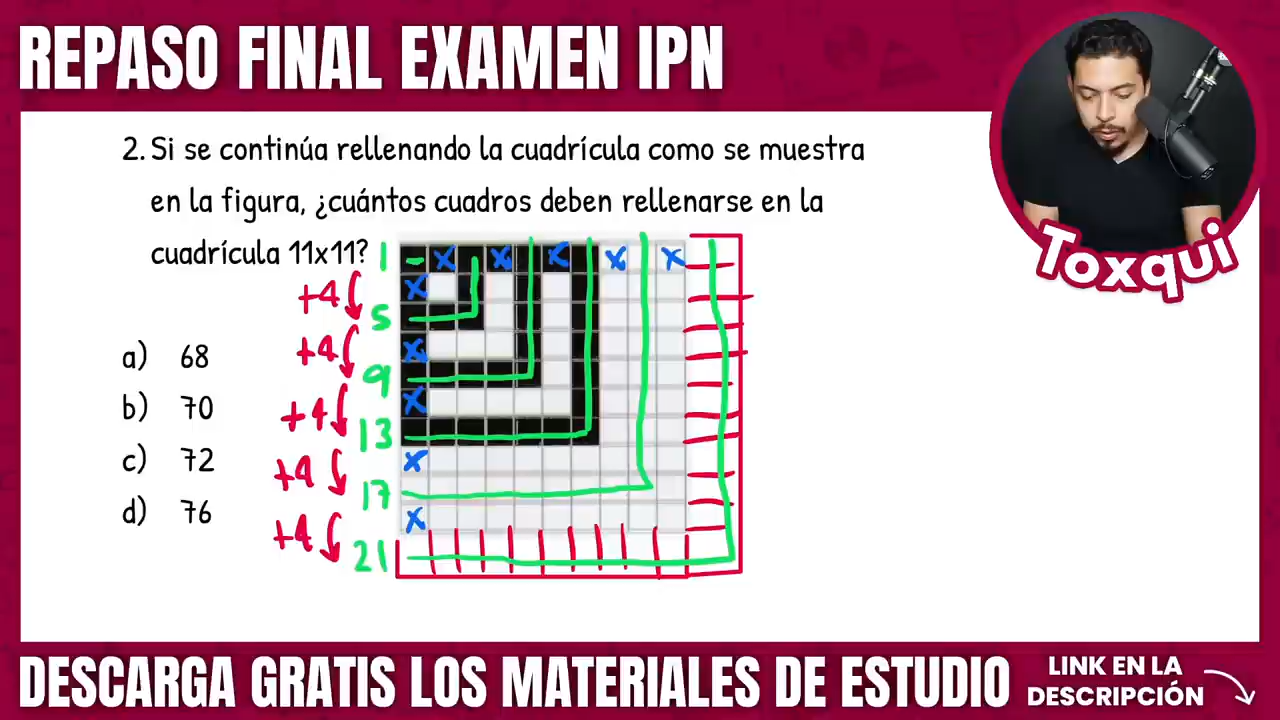 REPASO FINAL EXAMEN IPN
Toxqui
2. Si se continúa rellenando la cuadrícula como se muestra
en la figura, ¿cuántos cuadros deben rellenarse en la
cuadrícula 11x11?
a) 68
b) 70
c) 72
d) 76
1
+4
5
+4
9
+4
13
+4
17
+4
21
x x x x x
x
x
x
x
x
DESCARGA GRATIS LOS MATERIALES DE ESTUDIO
LINK EN LA
DESCRIPCIÓN